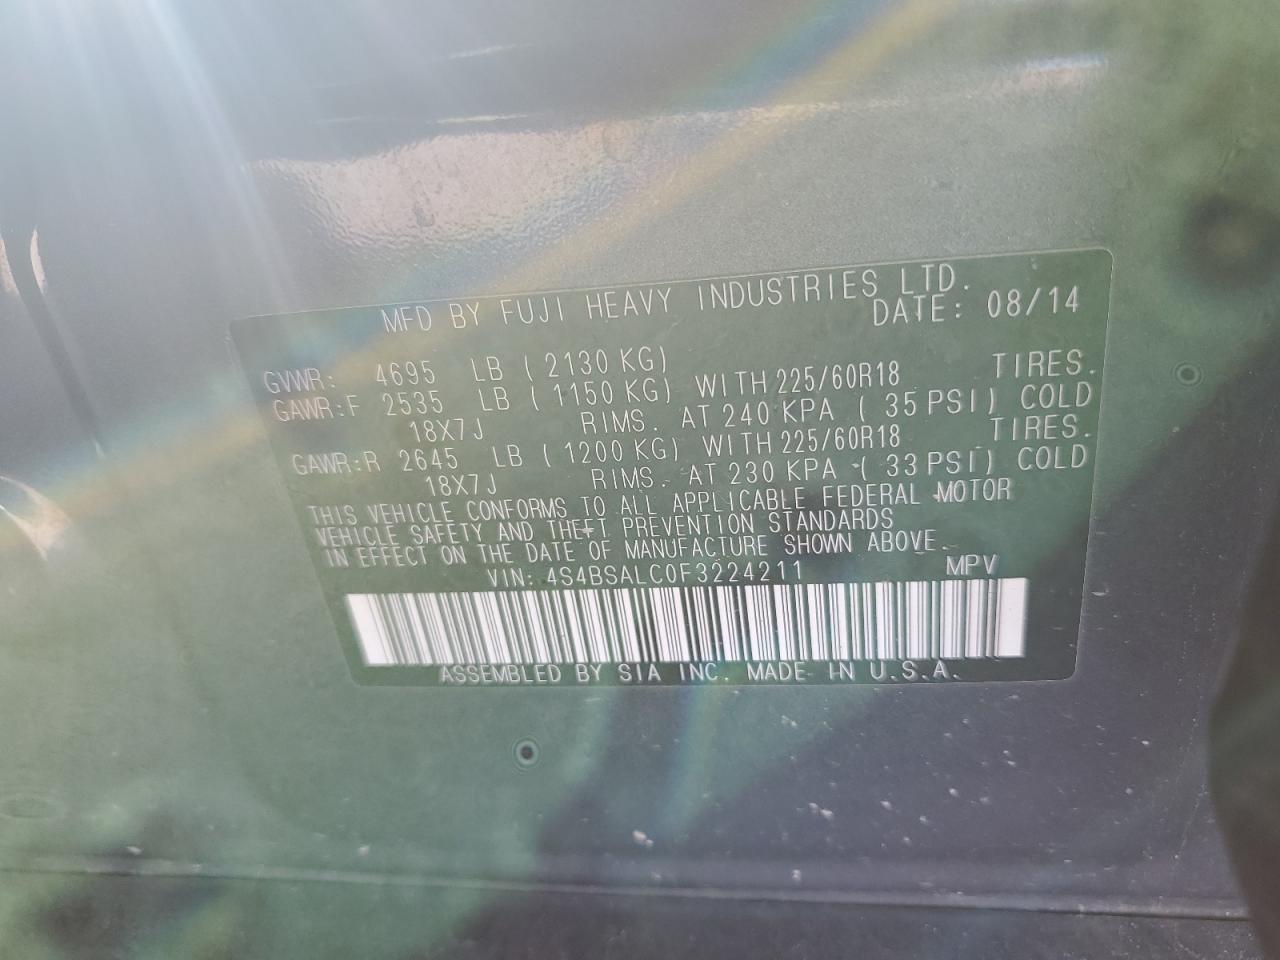 MFD BY FUJI HEAVY INDUSTRIES LTD.
DATE: 08/14
GVWR: 4695 LB ( 2130 KG)
GAWR:F 2535 LB ( 1150 KG) WITH 225/60R18 TIRES.
18X7J RIMS. AT 240 KPA ( 35 PSI) COLD
GAWR:R 2645 LB ( 1200 KG) WITH 225/60R18 TIRES.
18X7J RIMS. AT 230 KPA ( 33 PSI) COLD
THIS VEHICLE CONFORMS TO ALL APPLICABLE FEDERAL MOTOR
VEHICLE SAFETY AND THEFT PREVENTION STANDARDS
IN EFFECT ON THE DATE OF MANUFACTURE SHOWN ABOVE.
VIN: 4S4BSALC0F3224211 MPV
ASSEMBLED BY SIA INC. MADE IN U.S.A.